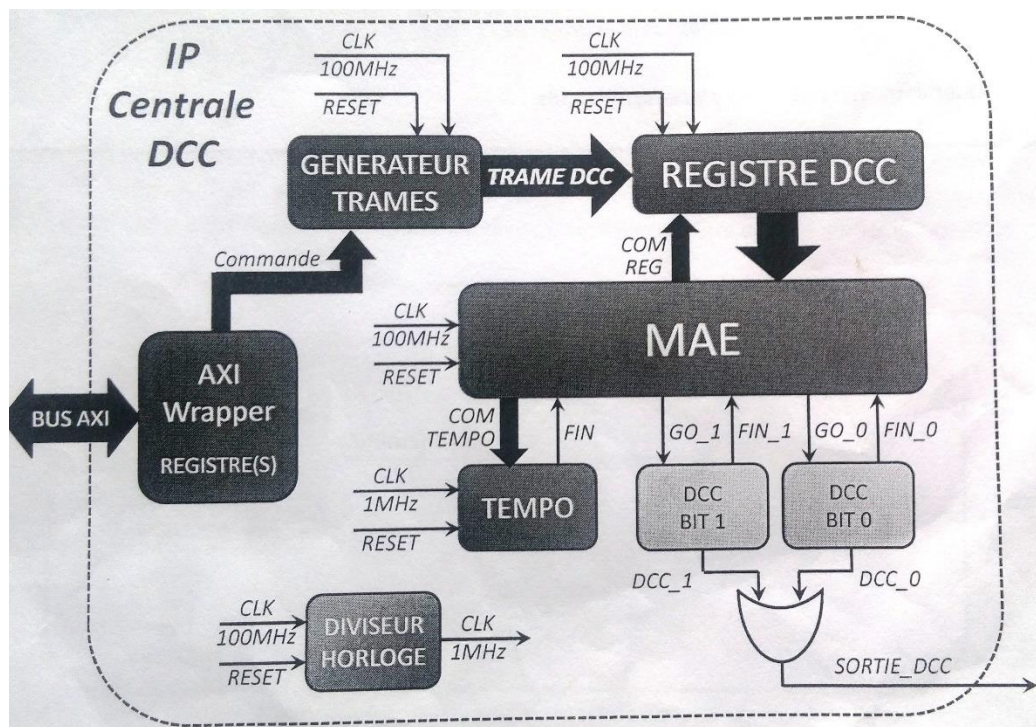 IP
Centrale
DCC
CLK
100MHz
RESET
GENERATEUR
TRAMES
TRAME DCC
CLK
100MHz
RESET
REGISTRE DCC
Commande
COM
REG
CLK
100MHz
RESET
MAE
BUS AXI
AXI
Wrapper
REGISTRE(S)
COM
TEMPO
FIN
GO_1
FIN_1
GO_0
FIN_0
CLK
1MHz
RESET
TEMPO
DCC
BIT 1
DCC
BIT 0
DCC_1
DCC_0
CLK
100MHz
RESET
DIVISEUR
HORLOGE
CLK
1MHz
SORTIE_DCC